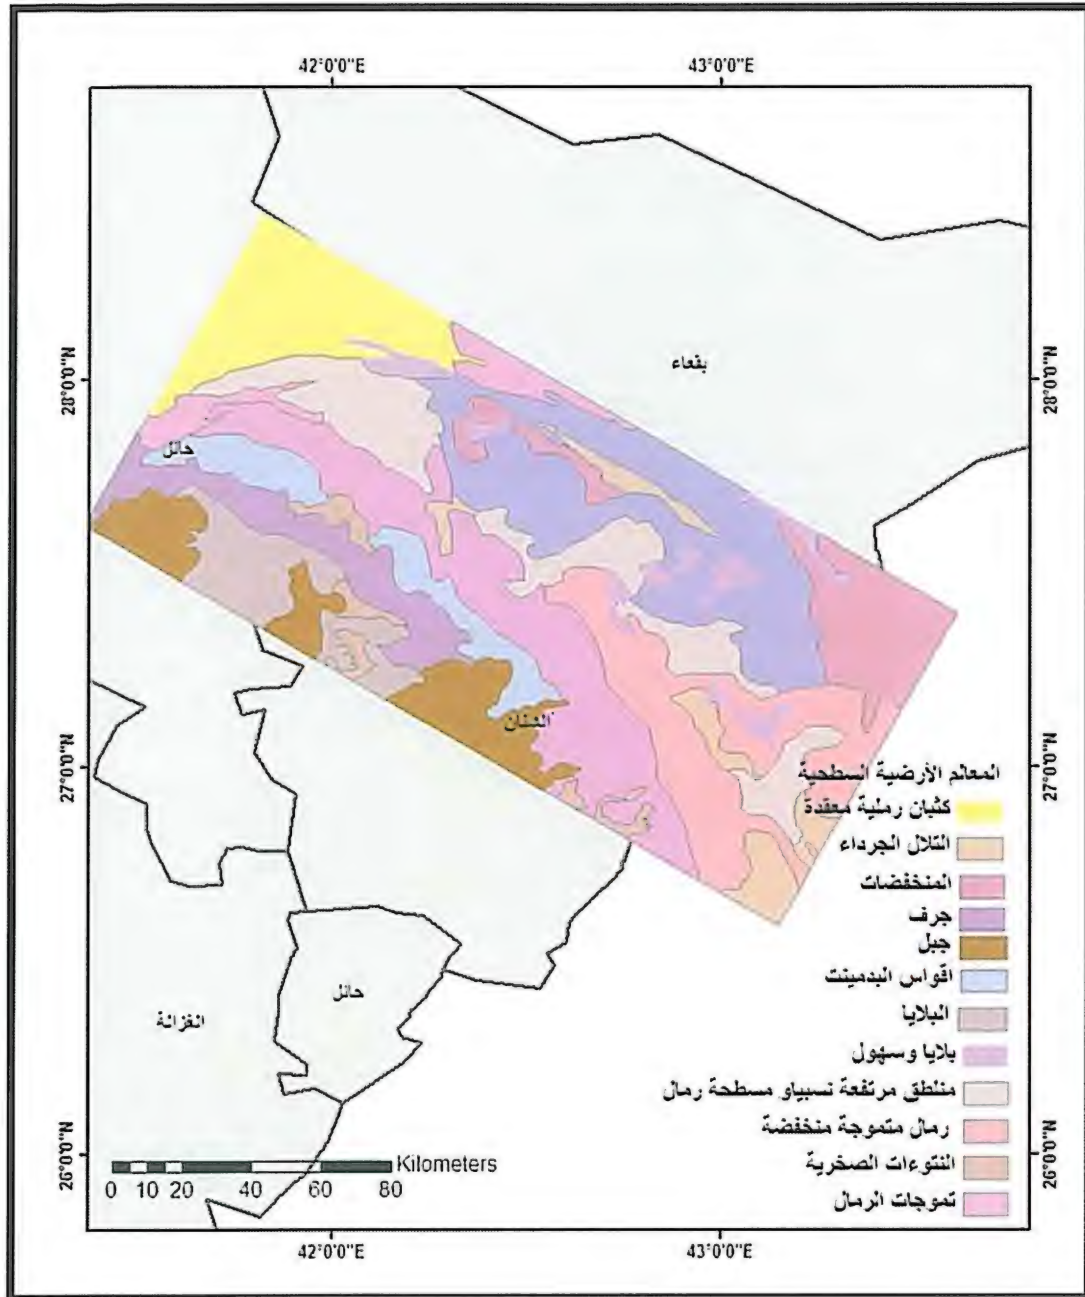 42°0'0"E 43°0'0"E
28°0'0"N 28°0'0"N
بقعاء
حائل
الشنان
27°0'0"N 27°0'0"N
المعالم الأرضية السطحية
كثبان رملية معقدة
التلال الجرداء
المنخفضات
جرف
جبل
اقواس البدمينت
البلايا
بلايا وسهول
مناطق مرتفعة نسبياو مسطحة رمال
رمال متموجة منخفضة
النتوءات الصخرية
تموجات الرمال
حائل
الغزالة
26°0'0"N 26°0'0"N
Kilometers
0 10 20 40 60 80
42°0'0"E 43°0'0"E